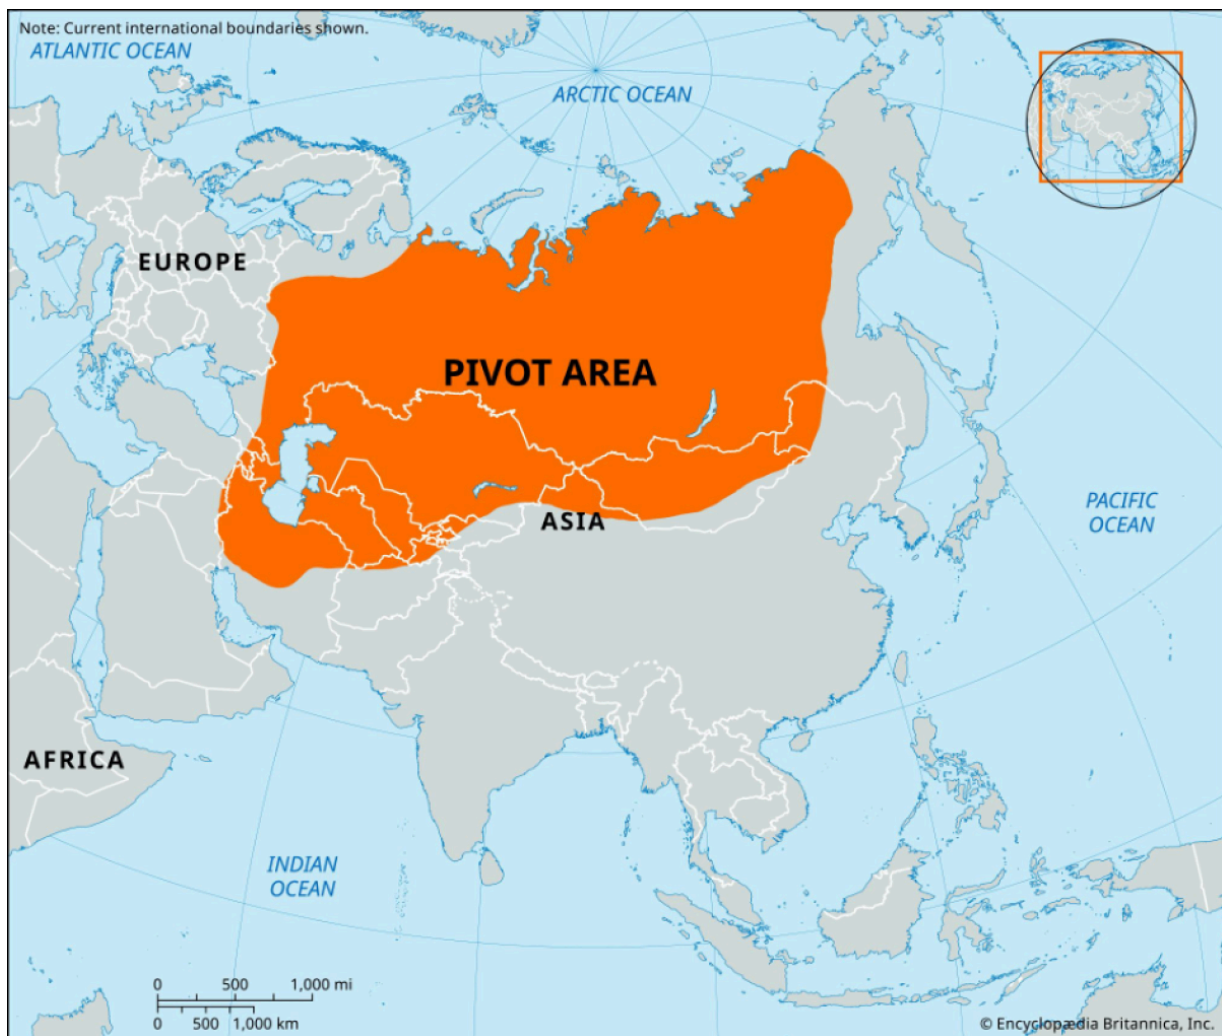 Note: Current international boundaries shown.
ATLANTIC OCEAN
ARCTIC OCEAN
EUROPE
PIVOT AREA
ASIA
PACIFIC
OCEAN
AFRICA
INDIAN
OCEAN
0 500 1,000 mi
0 500 1,000 km
© Encyclopædia Britannica, Inc.